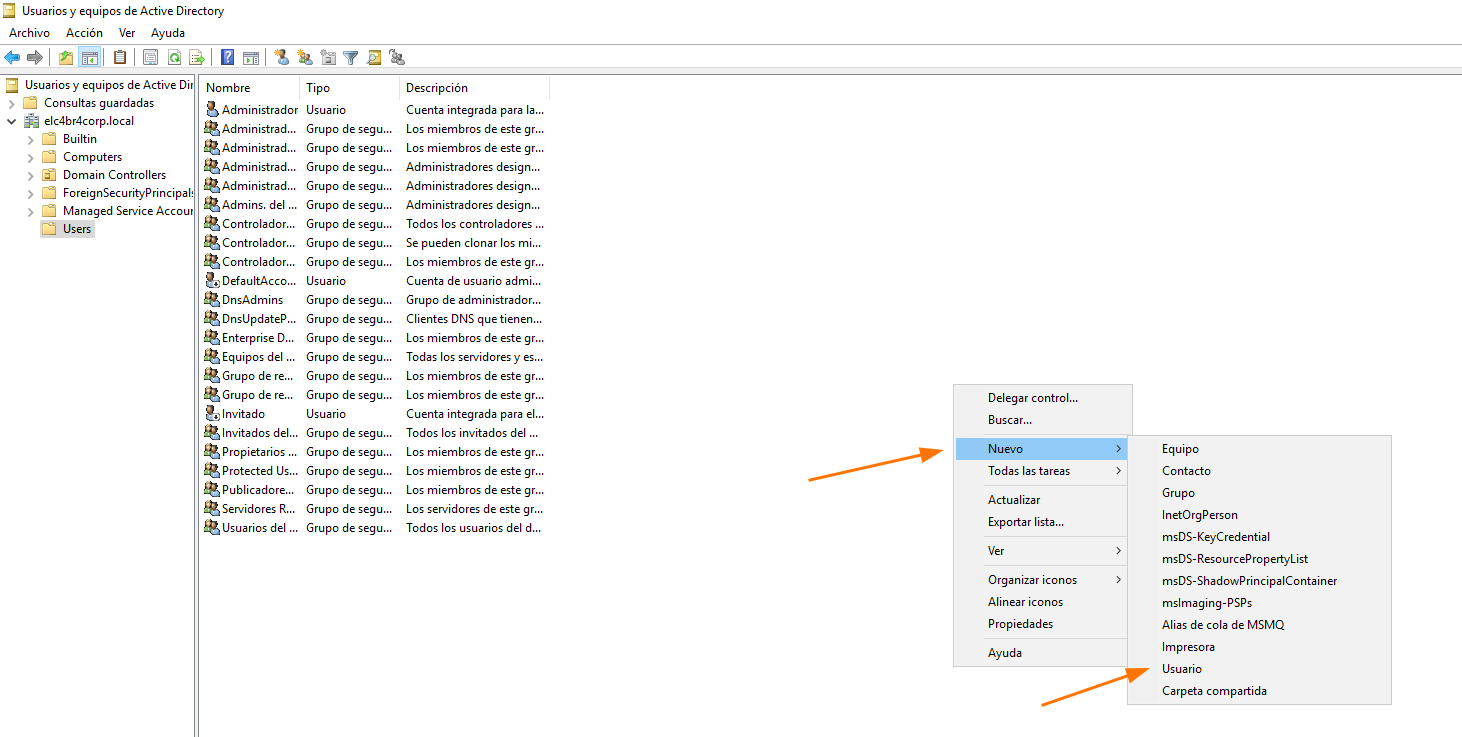 Usuarios y equipos de Active Directory
Archivo Acción Ver Ayuda
Usuarios y equipos de Active Dir
Consultas guardadas
elc4br4corp.local
Builtin
Computers
Domain Controllers
ForeignSecurityPrincipals
Managed Service Accour
Users
Nombre Tipo Descripción
Administrador Usuario Cuenta integrada para la...
Administrad... Grupo de segu... Los miembros de este gr...
Administrad... Grupo de segu... Los miembros de este gr...
Administrad... Grupo de segu... Administradores design...
Administrad... Grupo de segu... Administradores design...
Admins. del ... Grupo de segu... Administradores design...
Controlador... Grupo de segu... Todos los controladores ...
Controlador... Grupo de segu... Se pueden clonar los mi...
Controlador... Grupo de segu... Los miembros de este gr...
DefaultAcco... Usuario Cuenta de usuario admi...
DnsAdmins Grupo de segu... Grupo de administrador...
DnsUpdateP... Grupo de segu... Clientes DNS que tienen...
Enterprise D... Grupo de segu... Los miembros de este gr...
Equipos del ... Grupo de segu... Todas los servidores y es...
Grupo de re... Grupo de segu... Los miembros de este gr...
Grupo de re... Grupo de segu... Los miembros de este gr...
Invitado Usuario Cuenta integrada para el...
Invitados del... Grupo de segu... Todos los invitados del ...
Propietarios ... Grupo de segu... Los miembros de este gr...
Protected Us... Grupo de segu... Los miembros de este gr...
Publicadore... Grupo de segu... Los miembros de este gr...
Servidores R... Grupo de segu... Los servidores de este gr...
Usuarios del ... Grupo de segu... Todos los usuarios del d...
Delegar control...
Buscar...
Nuevo
Todas las tareas
Actualizar
Exportar lista...
Ver
Organizar iconos
Alinear iconos
Propiedades
Ayuda
Equipo
Contacto
Grupo
InetOrgPerson
msDS-KeyCredential
msDS-ResourcePropertyList
msDS-ShadowPrincipalContainer
msImaging-PSPs
Alias de cola de MSMQ
Impresora
Usuario
Carpeta compartida